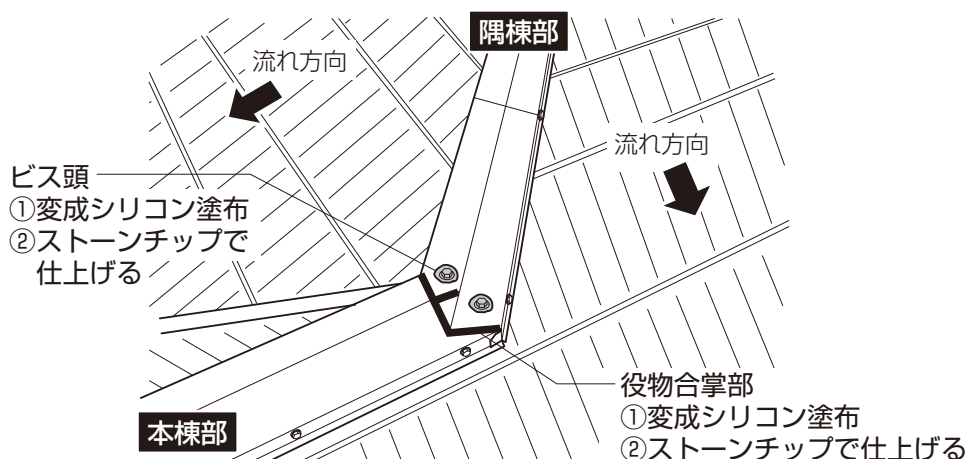 隅棟部
流れ方向
流れ方向
ビス頭
①変成シリコン塗布
②ストーンチップで
仕上げる
役物合掌部
①変成シリコン塗布
②ストーンチップで仕上げる
本棟部